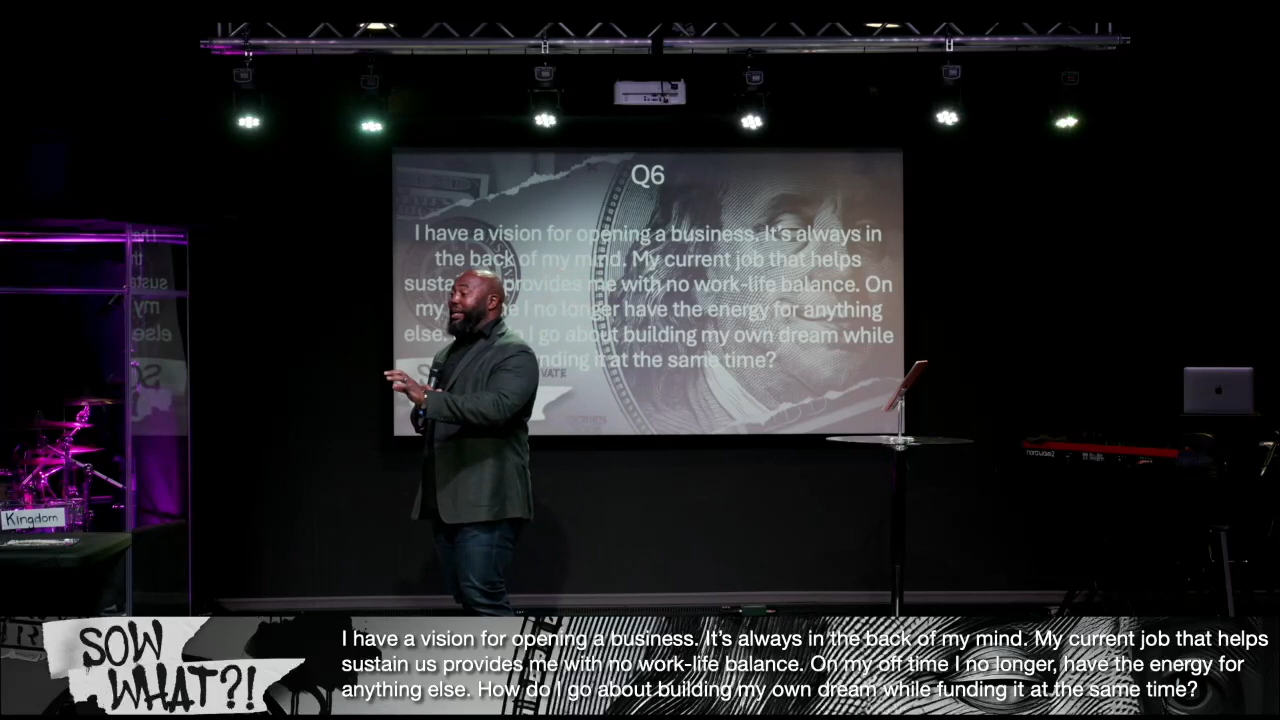 Q6
I have a vision for opening a business. It's always in
the back of my mind. My current job that helps
susta provides me with no work-life balance. On
my e I no longer have the energy for anything
else. I go about building my own dream while
nding it at the same time?
VATE
Kingdom
nord wave 2
SOW
WHAT?!
I have a vision for opening a business. It's always in the back of my mind. My current job that helps
sustain us provides me with no work-life balance. On my off time I no longer, have the energy for
anything else. How do I go about building my own dream while funding it at the same time?